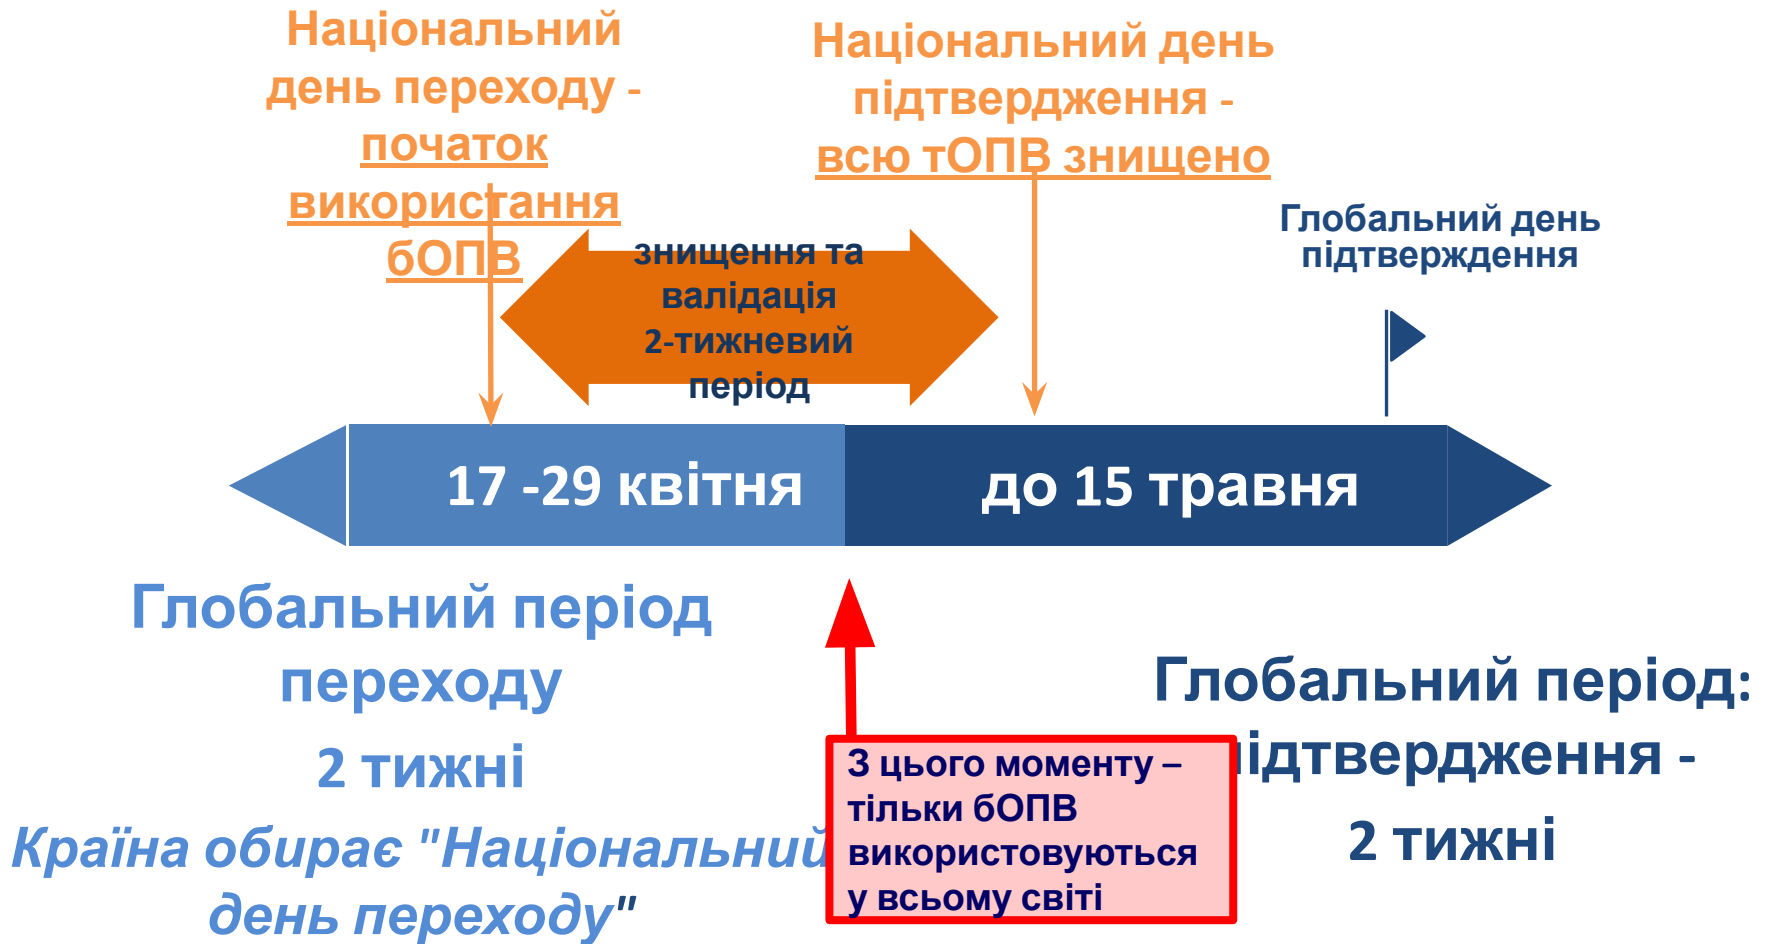 Національний
день переходу -
початок
використання
бОПВ
Національний день
підтвердження -
всю тОПВ знищено
Глобальний день
підтверждення
знищення та
валідація
2-тижневий
період
17 -29 квітня
до 15 травня
Глобальний період
переходу
2 тижні
Країна обирає "Національний
день переходу"
З цього моменту –
тільки бОПВ
використовуються
у всьому світі
Глобальний період:
підтвердження -
2 тижні